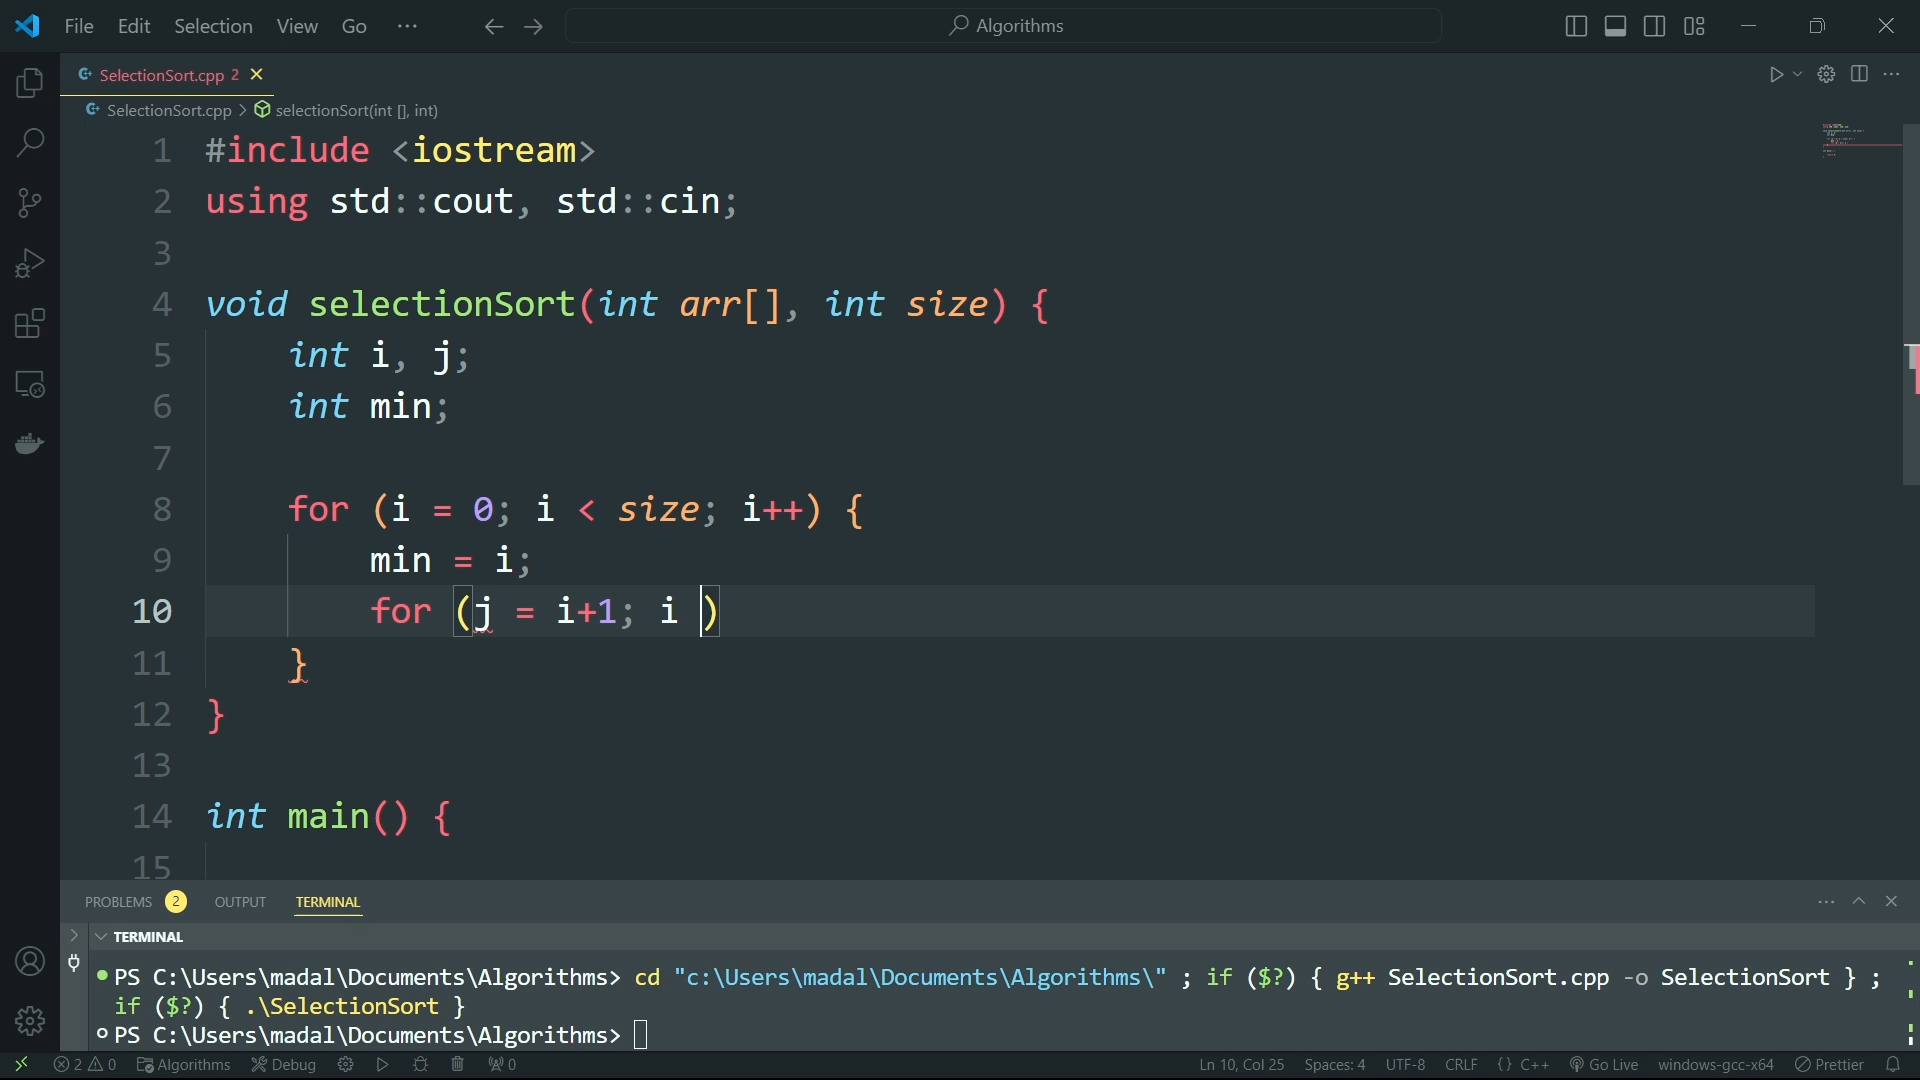 File Edit Selection View Go ··· Algorithms
SelectionSort.cpp 2
SelectionSort.cpp > selectionSort(int [], int)
1 #include <iostream>
2 using std::cout, std::cin;
3
4 void selectionSort(int arr[], int size) {
5     int i, j;
6     int min;
7
8     for (i = 0; i < size; i++) {
9         min = i;
10         for (j = i+1; i )
11     }
12 }
13
14 int main() {
15
PROBLEMS 2 OUTPUT TERMINAL
TERMINAL
PS C:\Users\madal\Documents\Algorithms> cd "c:\Users\madal\Documents\Algorithms\" ; if ($?) { g++ SelectionSort.cpp -o SelectionSort } ;
if ($?) { .\SelectionSort }
PS C:\Users\madal\Documents\Algorithms>
2 0 Algorithms Debug 0 Ln 10, Col 25 Spaces: 4 UTF-8 CRLF {} C++ Go Live windows-gcc-x64 Prettier